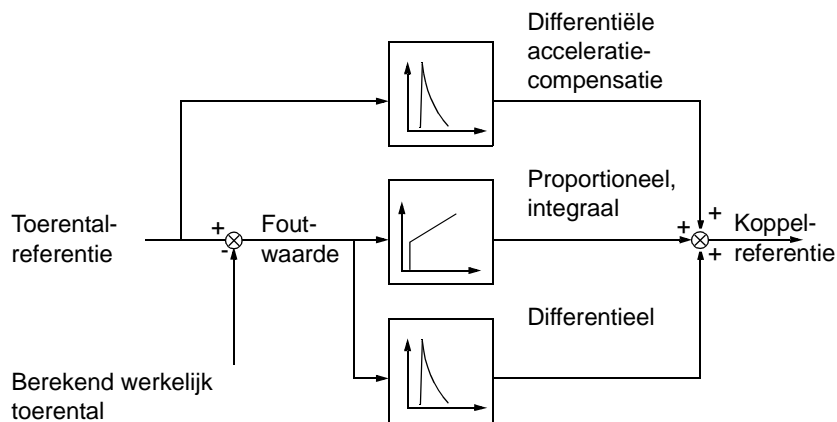 Differentiële
acceleratie-
compensatie
Proportioneel,
integraal
Toerental-
referentie
+
-
Fout-
waarde
+
+
+
Koppel-
referentie
Differentieel
Berekend werkelijk
toerental